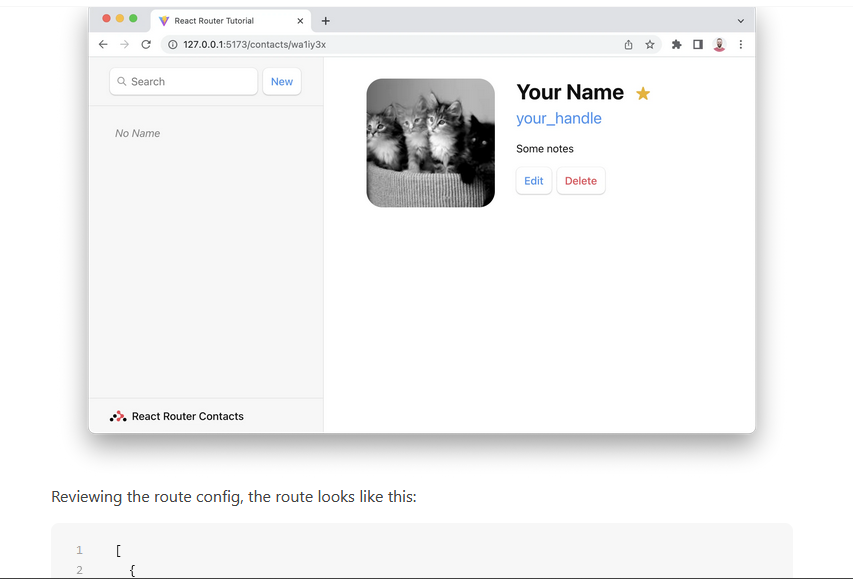 React Router Tutorial
127.0.0.1:5173/contacts/wa1iy3x
Search
New
No Name
Your Name
your_handle
Some notes
Edit
Delete
React Router Contacts
Reviewing the route config, the route looks like this:
1 [
2 {